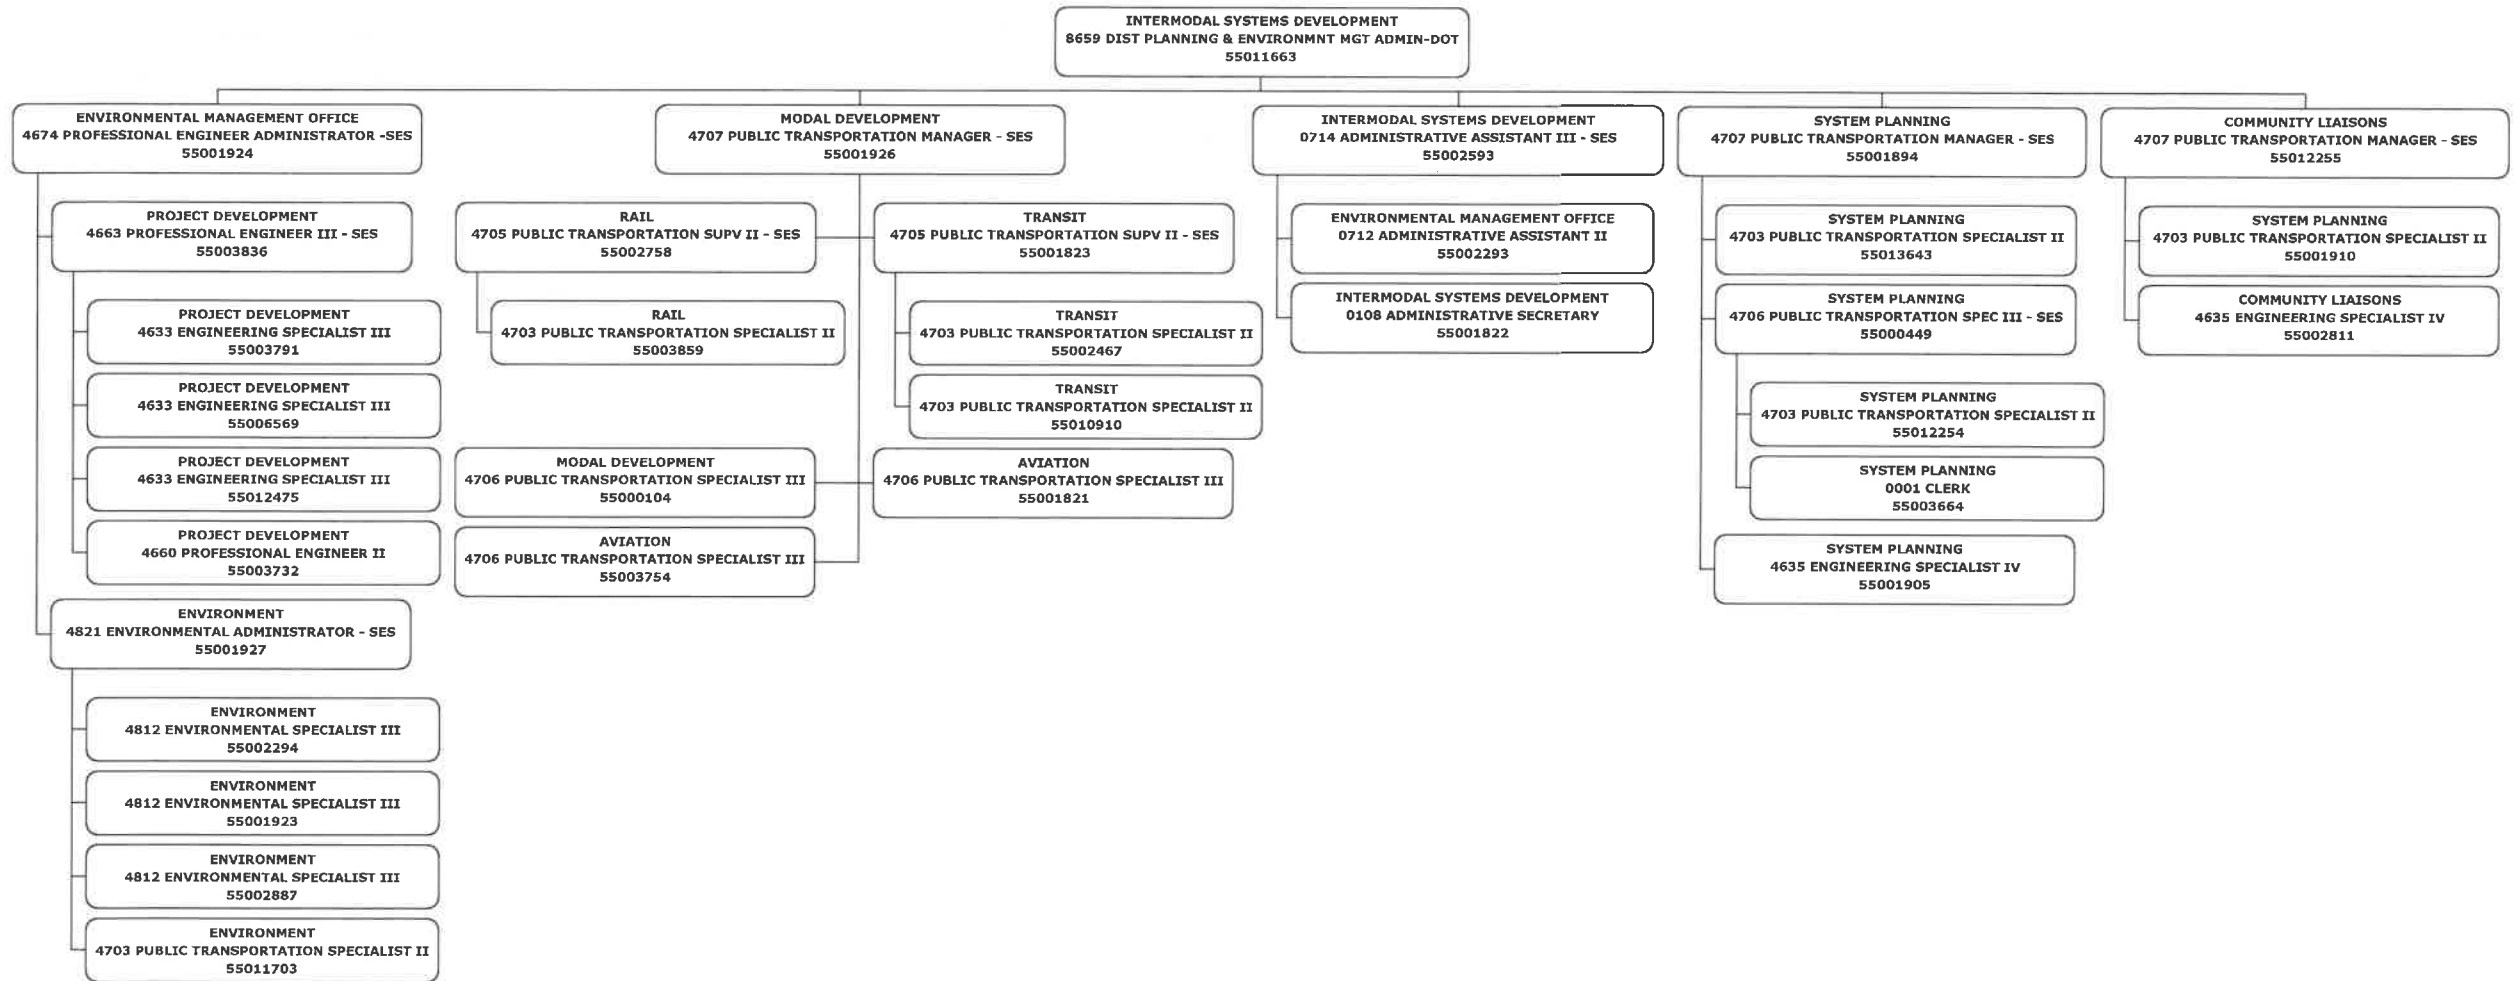 INTERMODAL SYSTEMS DEVELOPMENT
8659 DIST PLANNING & ENVIRONMNT MGT ADMIN-DOT
55011663
ENVIRONMENTAL MANAGEMENT OFFICE
4674 PROFESSIONAL ENGINEER ADMINISTRATOR -SES
55001924
PROJECT DEVELOPMENT
4663 PROFESSIONAL ENGINEER III - SES
55003836
PROJECT DEVELOPMENT
4633 ENGINEERING SPECIALIST III
55003791
PROJECT DEVELOPMENT
4633 ENGINEERING SPECIALIST III
55006569
PROJECT DEVELOPMENT
4633 ENGINEERING SPECIALIST III
55012475
PROJECT DEVELOPMENT
4660 PROFESSIONAL ENGINEER II
55003732
ENVIRONMENT
4821 ENVIRONMENTAL ADMINISTRATOR - SES
55001927
ENVIRONMENT
4812 ENVIRONMENTAL SPECIALIST III
55002294
ENVIRONMENT
4812 ENVIRONMENTAL SPECIALIST III
55001923
ENVIRONMENT
4812 ENVIRONMENTAL SPECIALIST III
55002887
ENVIRONMENT
4703 PUBLIC TRANSPORTATION SPECIALIST II
55011703
MODAL DEVELOPMENT
4707 PUBLIC TRANSPORTATION MANAGER - SES
55001926
RAIL
4705 PUBLIC TRANSPORTATION SUPV II - SES
55002758
RAIL
4703 PUBLIC TRANSPORTATION SPECIALIST II
55003859
TRANSIT
4705 PUBLIC TRANSPORTATION SUPV II - SES
55001823
TRANSIT
4703 PUBLIC TRANSPORTATION SPECIALIST II
55002467
TRANSIT
4703 PUBLIC TRANSPORTATION SPECIALIST II
55010910
MODAL DEVELOPMENT
4706 PUBLIC TRANSPORTATION SPECIALIST III
55000104
AVIATION
4706 PUBLIC TRANSPORTATION SPECIALIST III
55001821
AVIATION
4706 PUBLIC TRANSPORTATION SPECIALIST III
55003754
INTERMODAL SYSTEMS DEVELOPMENT
0714 ADMINISTRATIVE ASSISTANT III - SES
55002593
ENVIRONMENTAL MANAGEMENT OFFICE
0712 ADMINISTRATIVE ASSISTANT II
55002293
INTERMODAL SYSTEMS DEVELOPMENT
0108 ADMINISTRATIVE SECRETARY
55001822
SYSTEM PLANNING
4707 PUBLIC TRANSPORTATION MANAGER - SES
55001894
SYSTEM PLANNING
4703 PUBLIC TRANSPORTATION SPECIALIST II
55013643
SYSTEM PLANNING
4706 PUBLIC TRANSPORTATION SPEC III - SES
55000449
SYSTEM PLANNING
4703 PUBLIC TRANSPORTATION SPECIALIST II
55012254
SYSTEM PLANNING
0001 CLERK
55003664
SYSTEM PLANNING
4635 ENGINEERING SPECIALIST IV
55001905
COMMUNITY LIAISONS
4707 PUBLIC TRANSPORTATION MANAGER - SES
55012255
SYSTEM PLANNING
4703 PUBLIC TRANSPORTATION SPECIALIST II
55001910
COMMUNITY LIAISONS
4635 ENGINEERING SPECIALIST IV
55002811